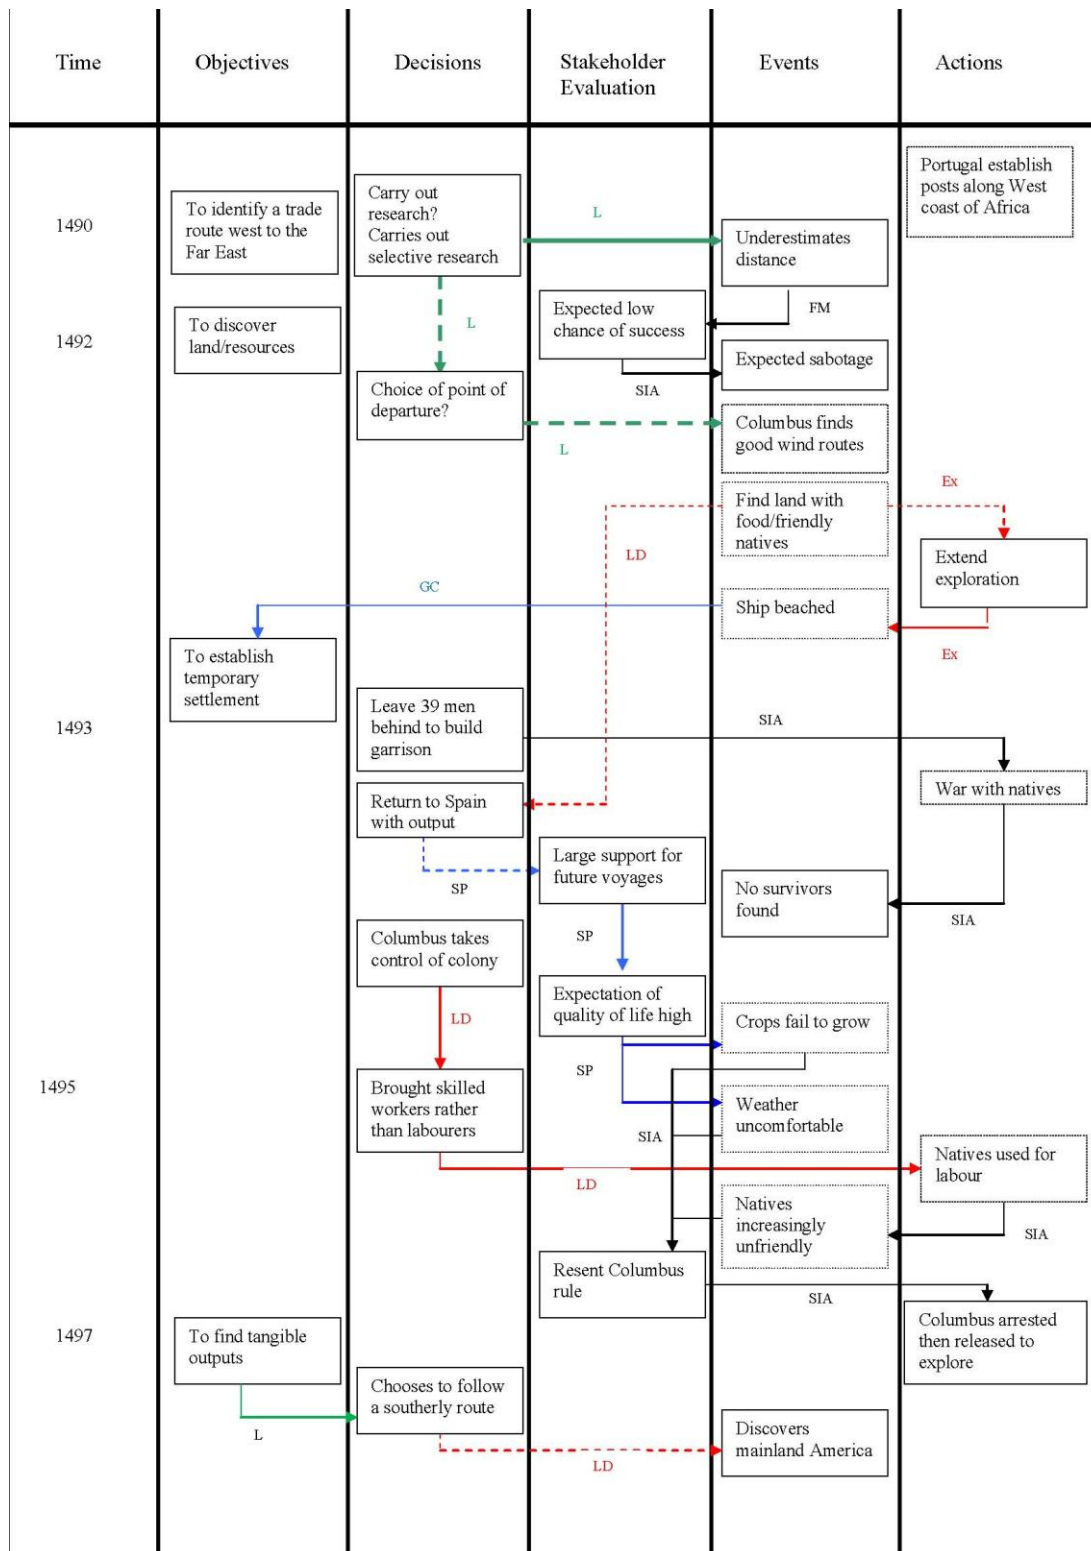 Time
Objectives
Decisions
Stakeholder
Evaluation
Events
Actions
1490
To identify a trade
route west to the
Far East
Carry out
research?
Carries out
selective research
L
Underestimates
distance
Portugal establish
posts along West
coast of Africa
1492
To discover
land/resources
L
Expected low
chance of success
FM
SIA
Expected sabotage
Choice of point of
departure?
L
Columbus finds
good wind routes
Find land with
food/friendly
natives
Ex
LD
Extend
exploration
GC
Ship beached
Ex
To establish
temporary
settlement
1493
Leave 39 men
behind to build
garrison
SIA
War with natives
Return to Spain
with output
SP
Large support for
future voyages
No survivors
found
SIA
Columbus takes
control of colony
SP
LD
Expectation of
quality of life high
Crops fail to grow
SP
1495
Brought skilled
workers rather
than labourers
Weather
uncomfortable
SIA
LD
Natives used for
labour
Natives
increasingly
unfriendly
SIA
Resent Columbus
rule
SIA
Columbus arrested
then released to
explore
1497
To find tangible
outputs
L
Chooses to follow
a southerly route
LD
Discovers
mainland America